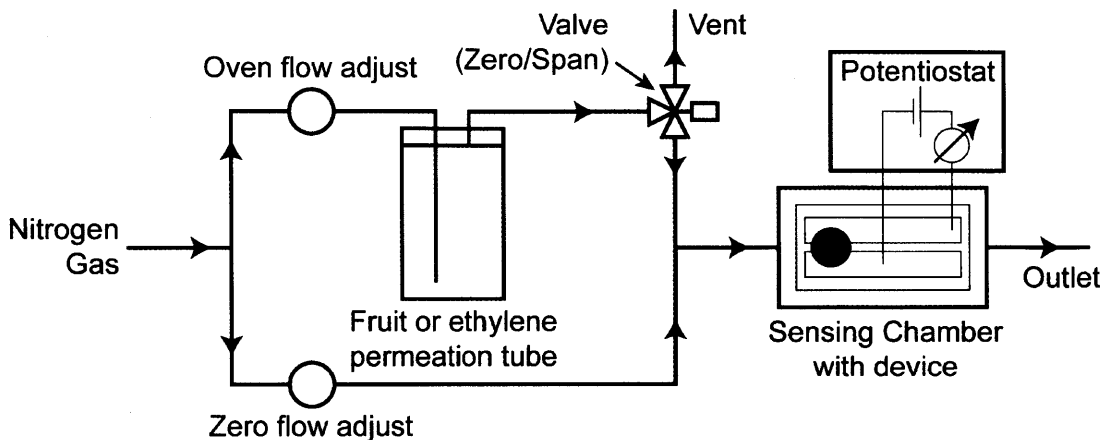 Valve
(Zero/Span)
Vent
Oven flow adjust
Potentiostat
Nitrogen
Gas
Outlet
Fruit or ethylene
permeation tube
Sensing Chamber
with device
Zero flow adjust